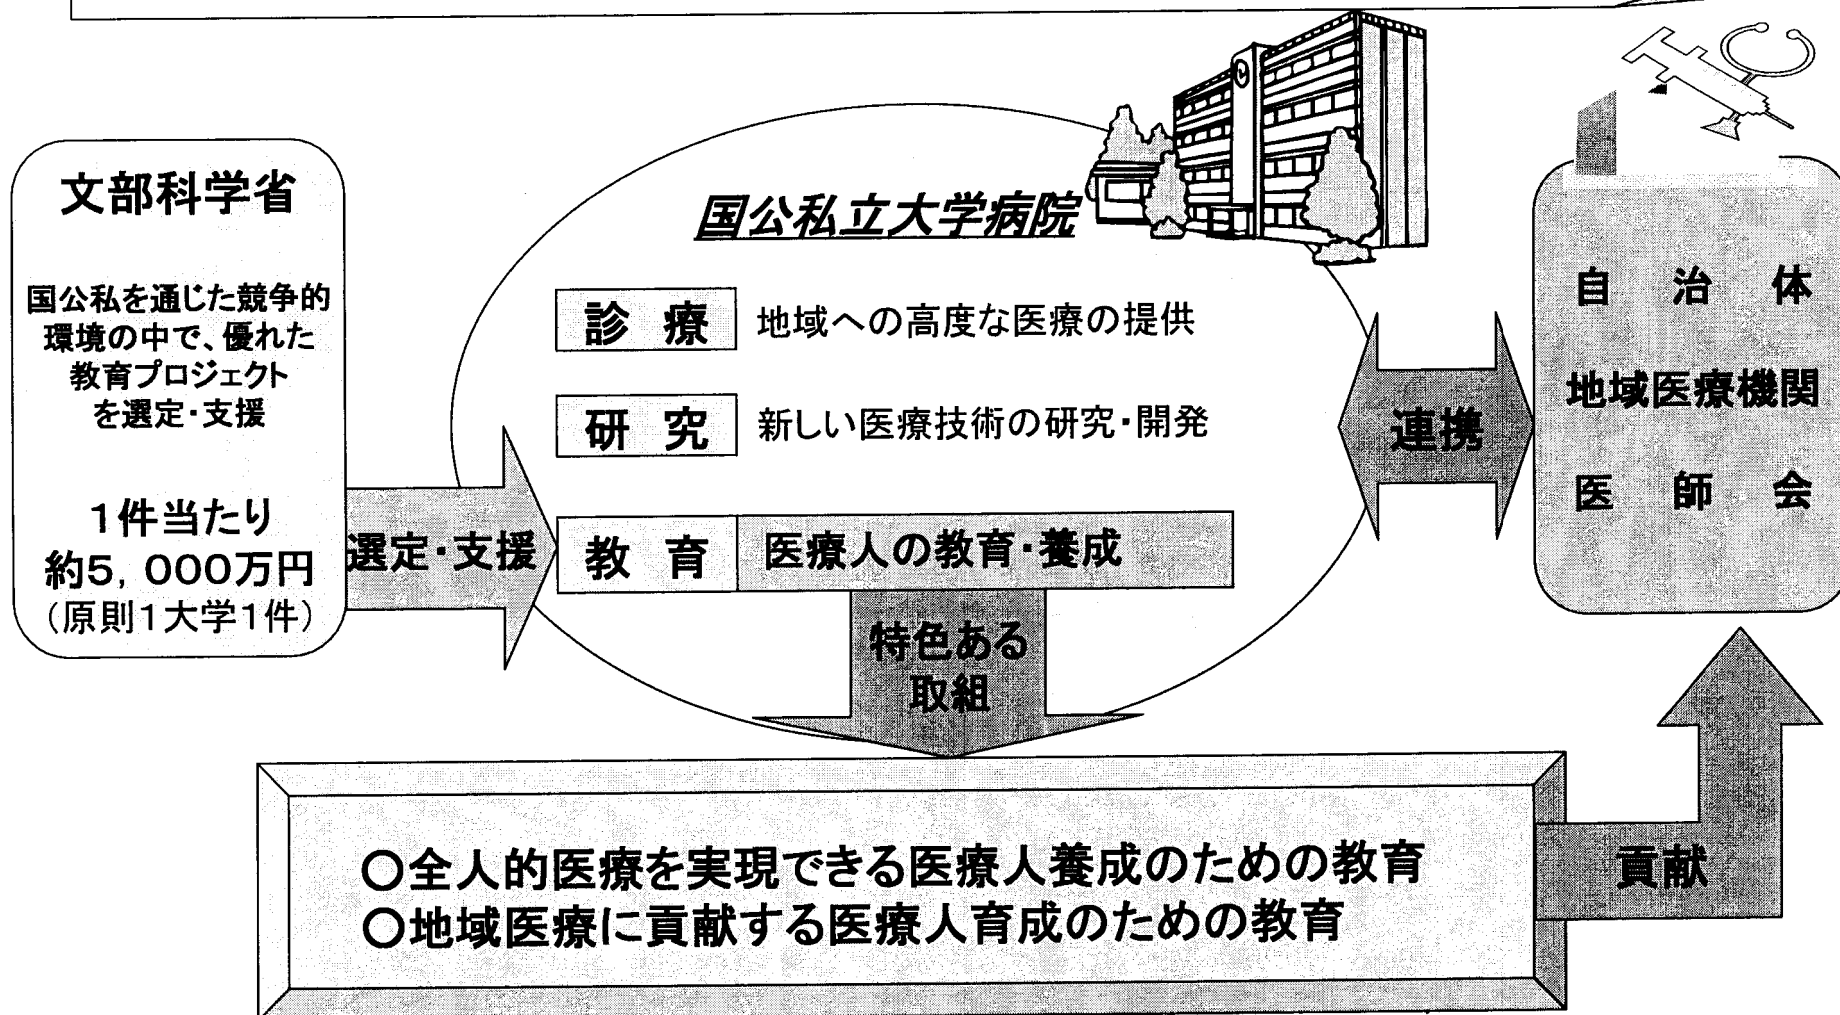 文部科学省
国公私を通じた競争的
環境の中で、優れた
教育プロジェクト
を選定・支援
1件当たり
約5,000万円
(原則1大学1件)
選定・支援
国公私立大学病院
診 療 地域への高度な医療の提供
研 究 新しい医療技術の研究・開発
教 育 医療人の教育・養成
特色ある
取組
連携
自 治 体
地域医療機関
医 師 会
○全人的医療を実現できる医療人養成のための教育
○地域医療に貢献する医療人育成のための教育
貢献